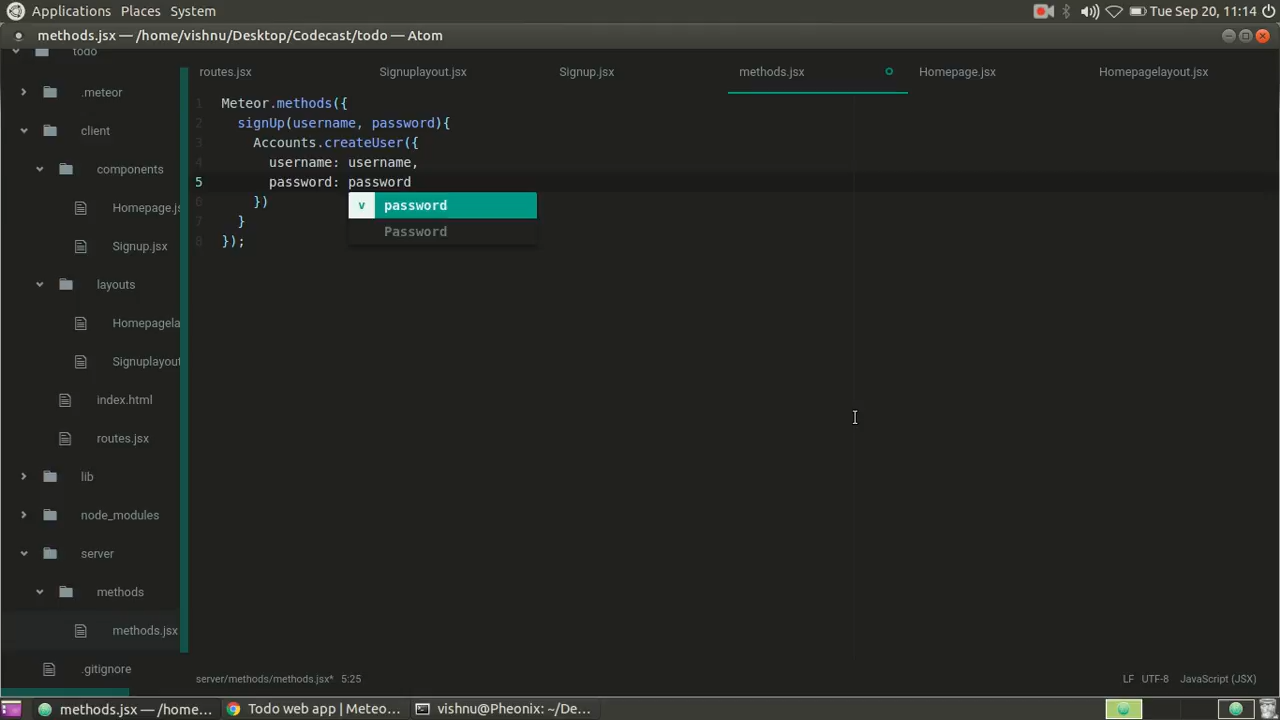 Applications Places System
Tue Sep 20, 11:14
methods.jsx — /home/vishnu/Desktop/Codecast/todo — Atom
todo
.meteor
client
components
Homepage.js
Signup.jsx
layouts
Homepagela
Signuplayout
index.html
routes.jsx
lib
node_modules
server
methods
methods.jsx
.gitignore
routes.jsx Signuplayout.jsx Signup.jsx methods.jsx Homepage.jsx Homepagelayout.jsx
1 Meteor.methods({
2 signUp(username, password){
3 Accounts.createUser({
4 username: username,
5 password: password
6 })
7 }
8 });
v password
Password
server/methods/methods.jsx* 5:25
LF UTF-8 JavaScript (JSX)
methods.jsx — /home... Todo web app | Meteo... vishnu@Pheonix: ~/De...